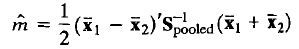 m̂ = 1/2 (x̄₁ − x̄₂)′S⁻¹pooled(x̄₁ + x̄₂)